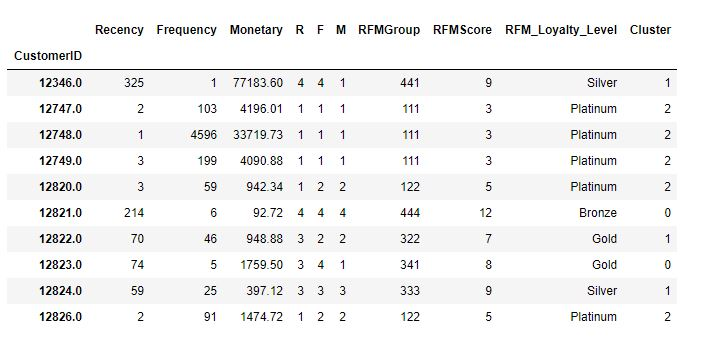 Recency Frequency Monetary R F M RFMGroup RFMScore RFM_Loyalty_Level Cluster
CustomerID
12346.0 325 1 77183.60 4 4 1 441 9 Silver 1
12747.0 2 103 4196.01 1 1 1 111 3 Platinum 2
12748.0 1 4596 33719.73 1 1 1 111 3 Platinum 2
12749.0 3 199 4090.88 1 1 1 111 3 Platinum 2
12820.0 3 59 942.34 1 2 2 122 5 Platinum 2
12821.0 214 6 92.72 4 4 4 444 12 Bronze 0
12822.0 70 46 948.88 3 2 2 322 7 Gold 1
12823.0 74 5 1759.50 3 4 1 341 8 Gold 0
12824.0 59 25 397.12 3 3 3 333 9 Silver 1
12826.0 2 91 1474.72 1 2 2 122 5 Platinum 2